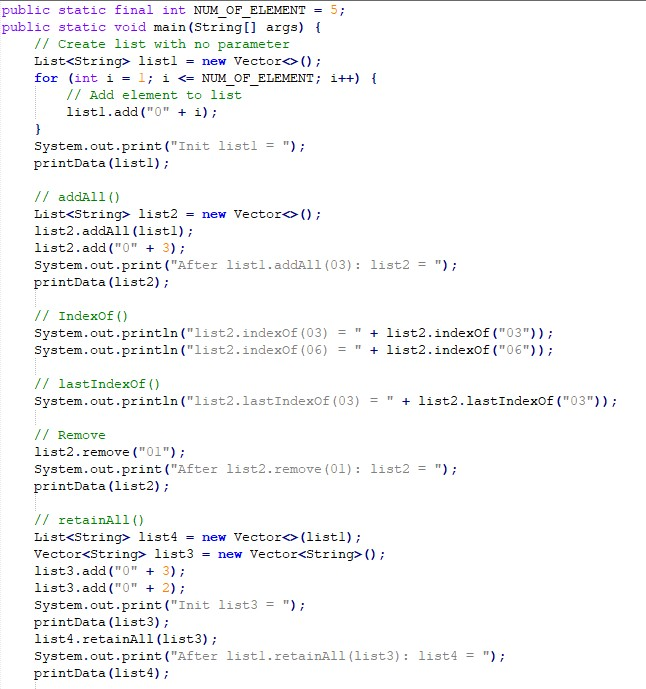 public static final int NUM_OF_ELEMENT = 5;
public static void main(String[] args) {
    // Create list with no parameter
    List<String> list1 = new Vector<>();
    for (int i = 1; i <= NUM_OF_ELEMENT; i++) {
        // Add element to list
        list1.add("0" + i);
    }
    System.out.print("Init list1 = ");
    printData(list1);

    // addAll()
    List<String> list2 = new Vector<>();
    list2.addAll(list1);
    list2.add("0" + 3);
    System.out.print("After list1.addAll(03): list2 = ");
    printData(list2);

    // IndexOf()
    System.out.println("list2.indexOf(03) = " + list2.indexOf("03"));
    System.out.println("list2.indexOf(06) = " + list2.indexOf("06"));

    // lastIndexOf()
    System.out.println("list2.lastIndexOf(03) = " + list2.lastIndexOf("03"));

    // Remove
    list2.remove("01");
    System.out.print("After list2.remove(01): list2 = ");
    printData(list2);

    // retainAll()
    List<String> list4 = new Vector<>(list1);
    Vector<String> list3 = new Vector<String>();
    list3.add("0" + 3);
    list3.add("0" + 2);
    System.out.print("Init list3 = ");
    printData(list3);
    list4.retainAll(list3);
    System.out.print("After list1.retainAll(list3): list4 = ");
    printData(list4);